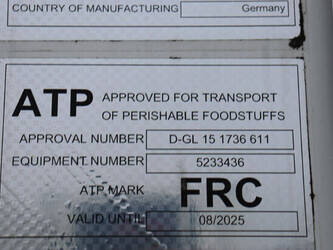 COUNTRY OF MANUFACTURING Germany
ATP APPROVED FOR TRANSPORT
OF PERISHABLE FOODSTUFFS
APPROVAL NUMBER D-GL 15 1736 611
EQUIPMENT NUMBER 5233436
ATP MARK FRC
VALID UNTIL 08/2025